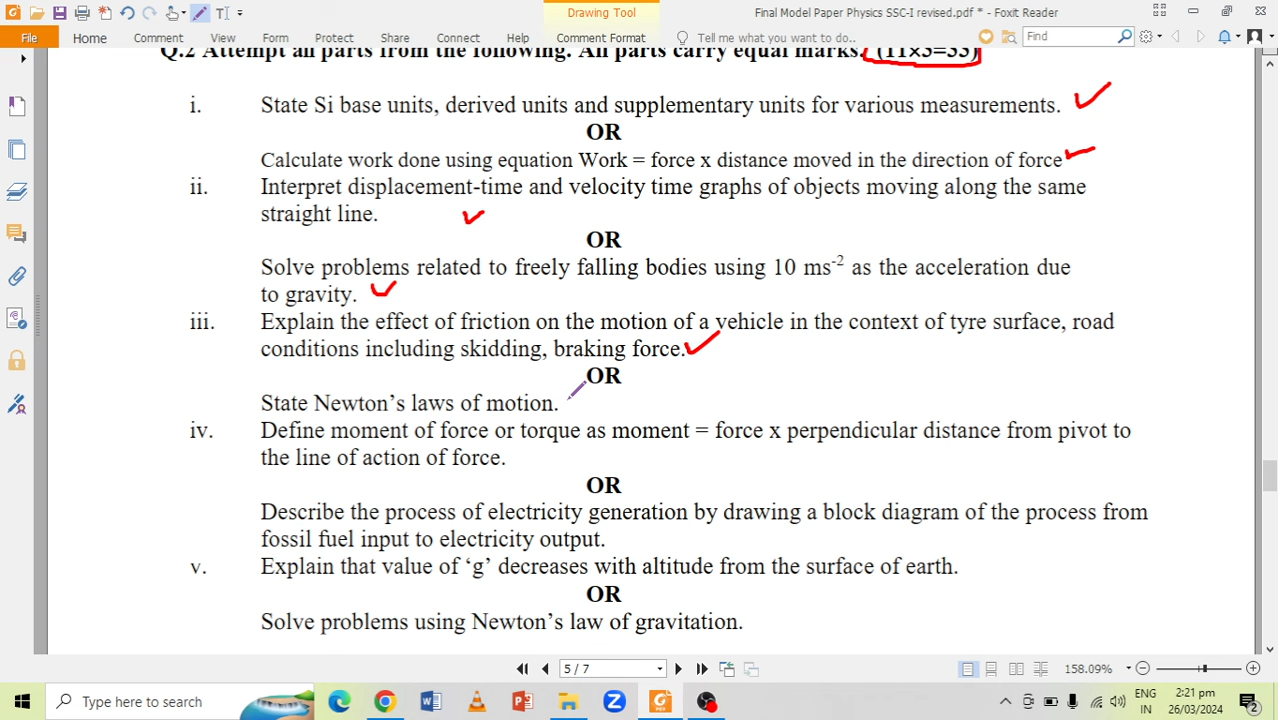 Drawing Tool
Final Model Paper Physics SSC-I revised.pdf * - Foxit Reader
File Home Comment View Form Protect Share Connect Help Comment Format Tell me what you want to do.. Find
Q.2 Attempt all parts from the following. All parts carry equal marks. (11×3=33)
i. State Si base units, derived units and supplementary units for various measurements.
OR
Calculate work done using equation Work = force x distance moved in the direction of force
ii. Interpret displacement-time and velocity time graphs of objects moving along the same
straight line.
OR
Solve problems related to freely falling bodies using 10 ms-2 as the acceleration due
to gravity.
iii. Explain the effect of friction on the motion of a vehicle in the context of tyre surface, road
conditions including skidding, braking force.
OR
State Newton's laws of motion.
iv. Define moment of force or torque as moment = force x perpendicular distance from pivot to
the line of action of force.
OR
Describe the process of electricity generation by drawing a block diagram of the process from
fossil fuel input to electricity output.
v. Explain that value of ‘g’ decreases with altitude from the surface of earth.
OR
Solve problems using Newton's law of gravitation.
5 / 7 158.09%
Type here to search
ENG 2:21 pm
IN 26/03/2024 2